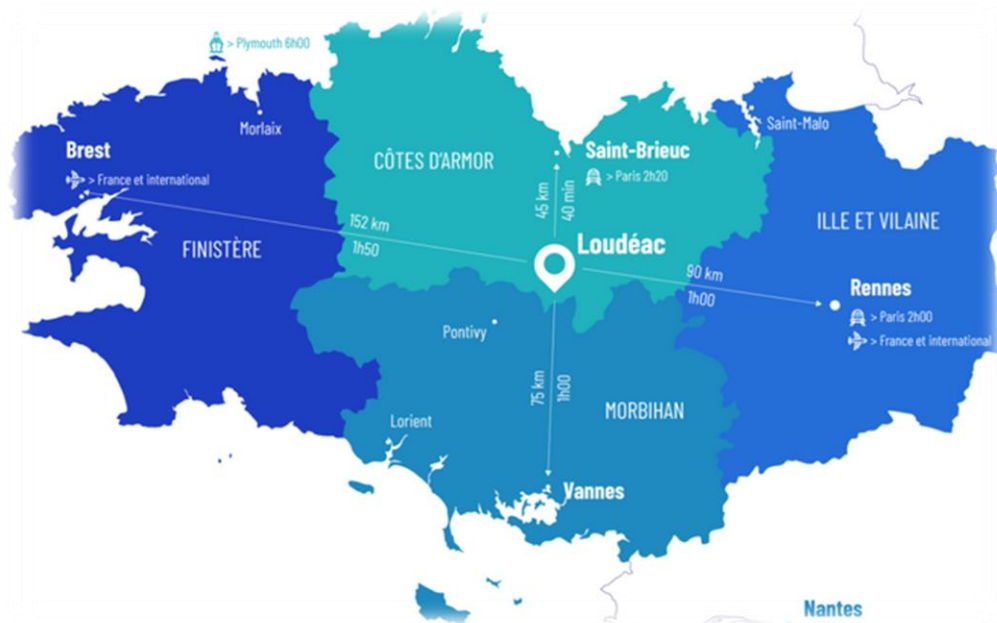 > Plymouth 6h00
Morlaix
Saint-Malo
Brest
> France et international
CÔTES D'ARMOR
Saint-Brieuc
> Paris 2h20
45 km
40 min
152 km
1h50
FINISTÈRE
ILLE ET VILAINE
Loudéac
90 km
1h00
Rennes
> Paris 2h00
> France et international
Pontivy
75 km
1h00
MORBIHAN
Lorient
Vannes
Nantes